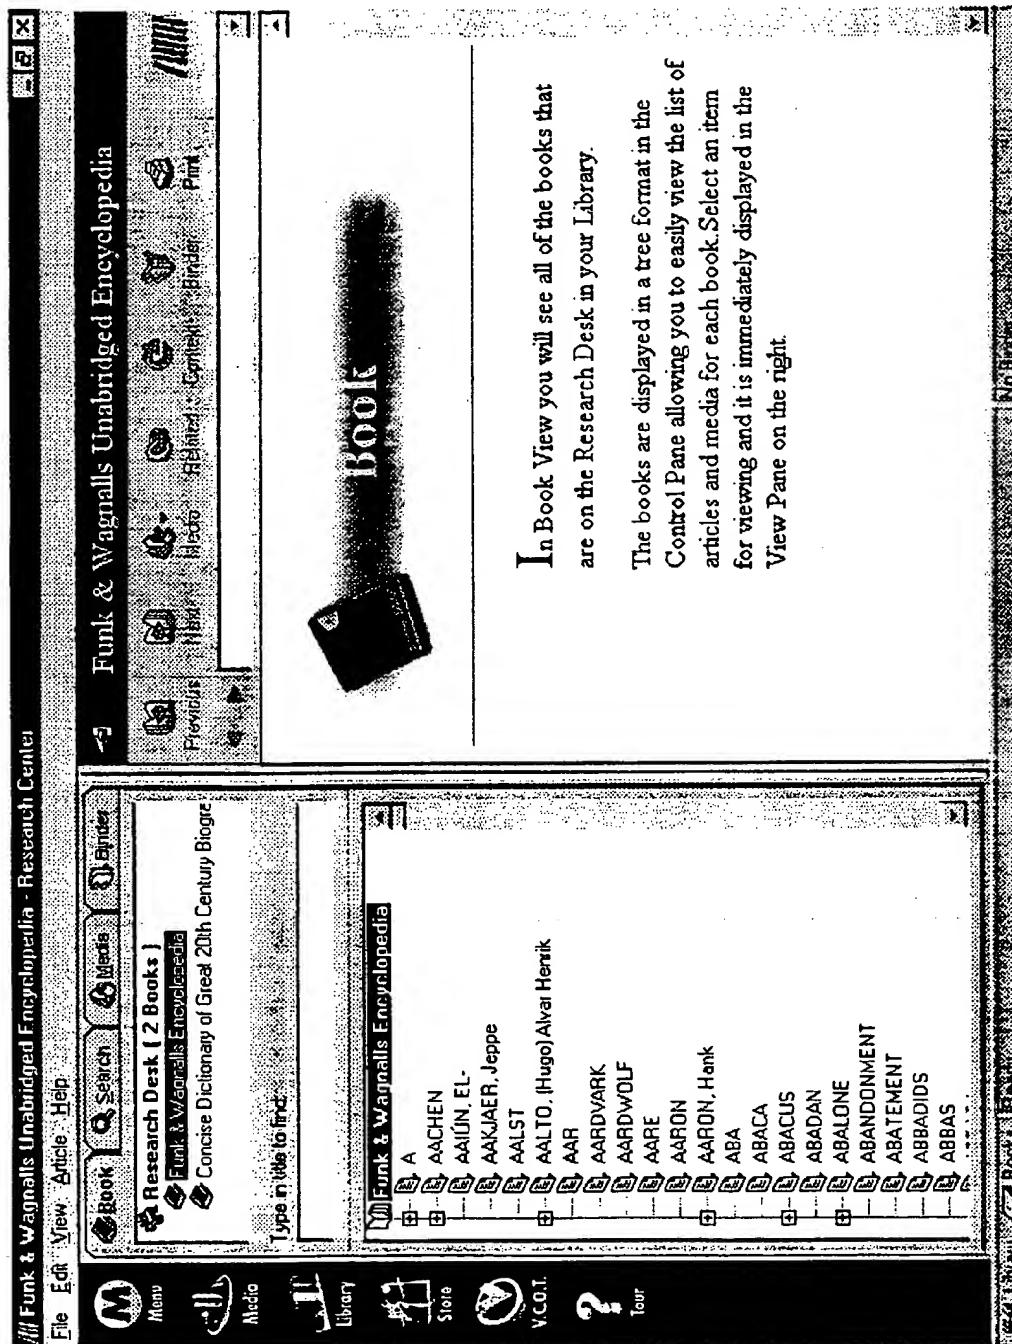 Funk & Wagnalls Unabridged Encyclopedia - Research Center
File Edit View Article Help
Menu
Media
Library
Store
V.C.O.T.
Tour
Book Search Media Binder
Research Desk ( 2 Books )
Funk & Wagnalls Encyclopedia
Concise Dictionary of Great 20th Century Biogra
Type in title to find:
Funk & Wagnalls Encyclopedia
A
AACHEN
AAIÚN, EL-
AAKJAER, Jeppe
AALST
AALTO, (Hugo) Alvar Henrik
AAR
AARDVARK
AARDWOLF
AARE
AARON
AARON, Hank
ABA
ABACA
ABACUS
ABADAN
ABALONE
ABANDONMENT
ABATEMENT
ABBADIDS
ABBAS
Funk & Wagnalls Unabridged Encyclopedia
Previous Next Media Related Context Binder Print
Book
In Book View you will see all of the books that
are on the Research Desk in your Library.
The books are displayed in a tree format in the
Control Pane allowing you to easily view the list of
articles and media for each book.Select an item
for viewing and it is immediately displayed in the
View Pane on the right.